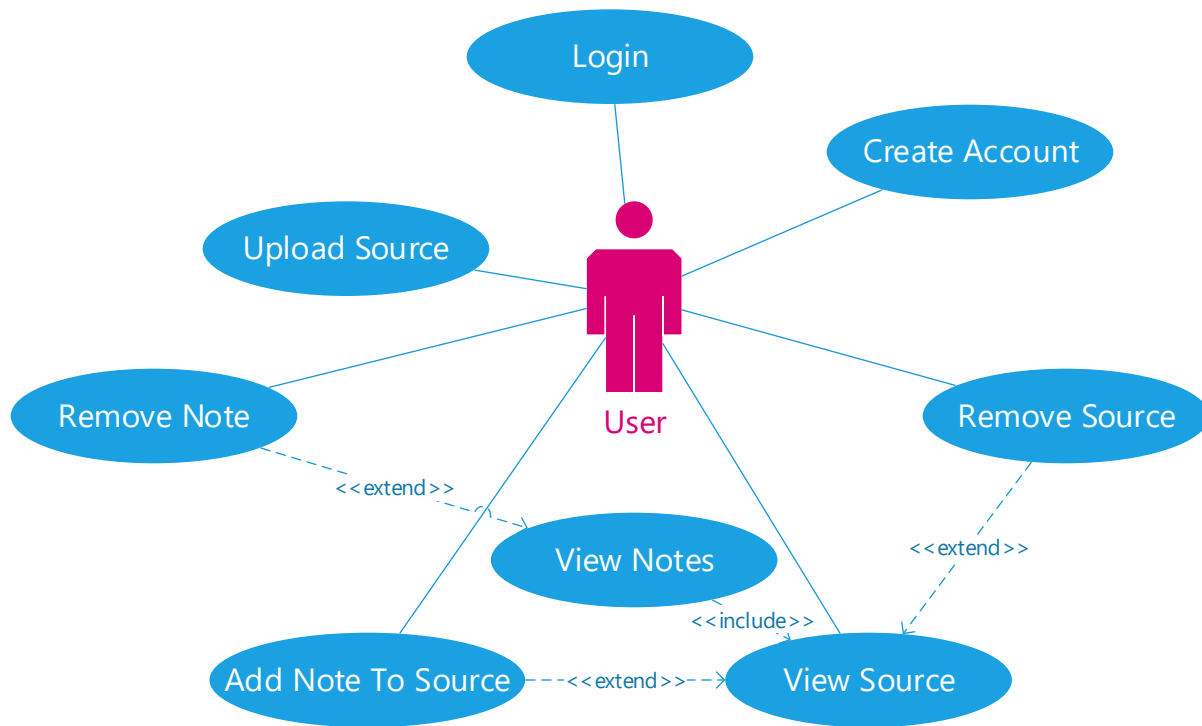 Login
Create Account
Upload Source
Remove Note
User
Remove Source
<<extend>>
View Notes
<<extend>>
<<include>>
Add Note To Source
<<extend>>
View Source